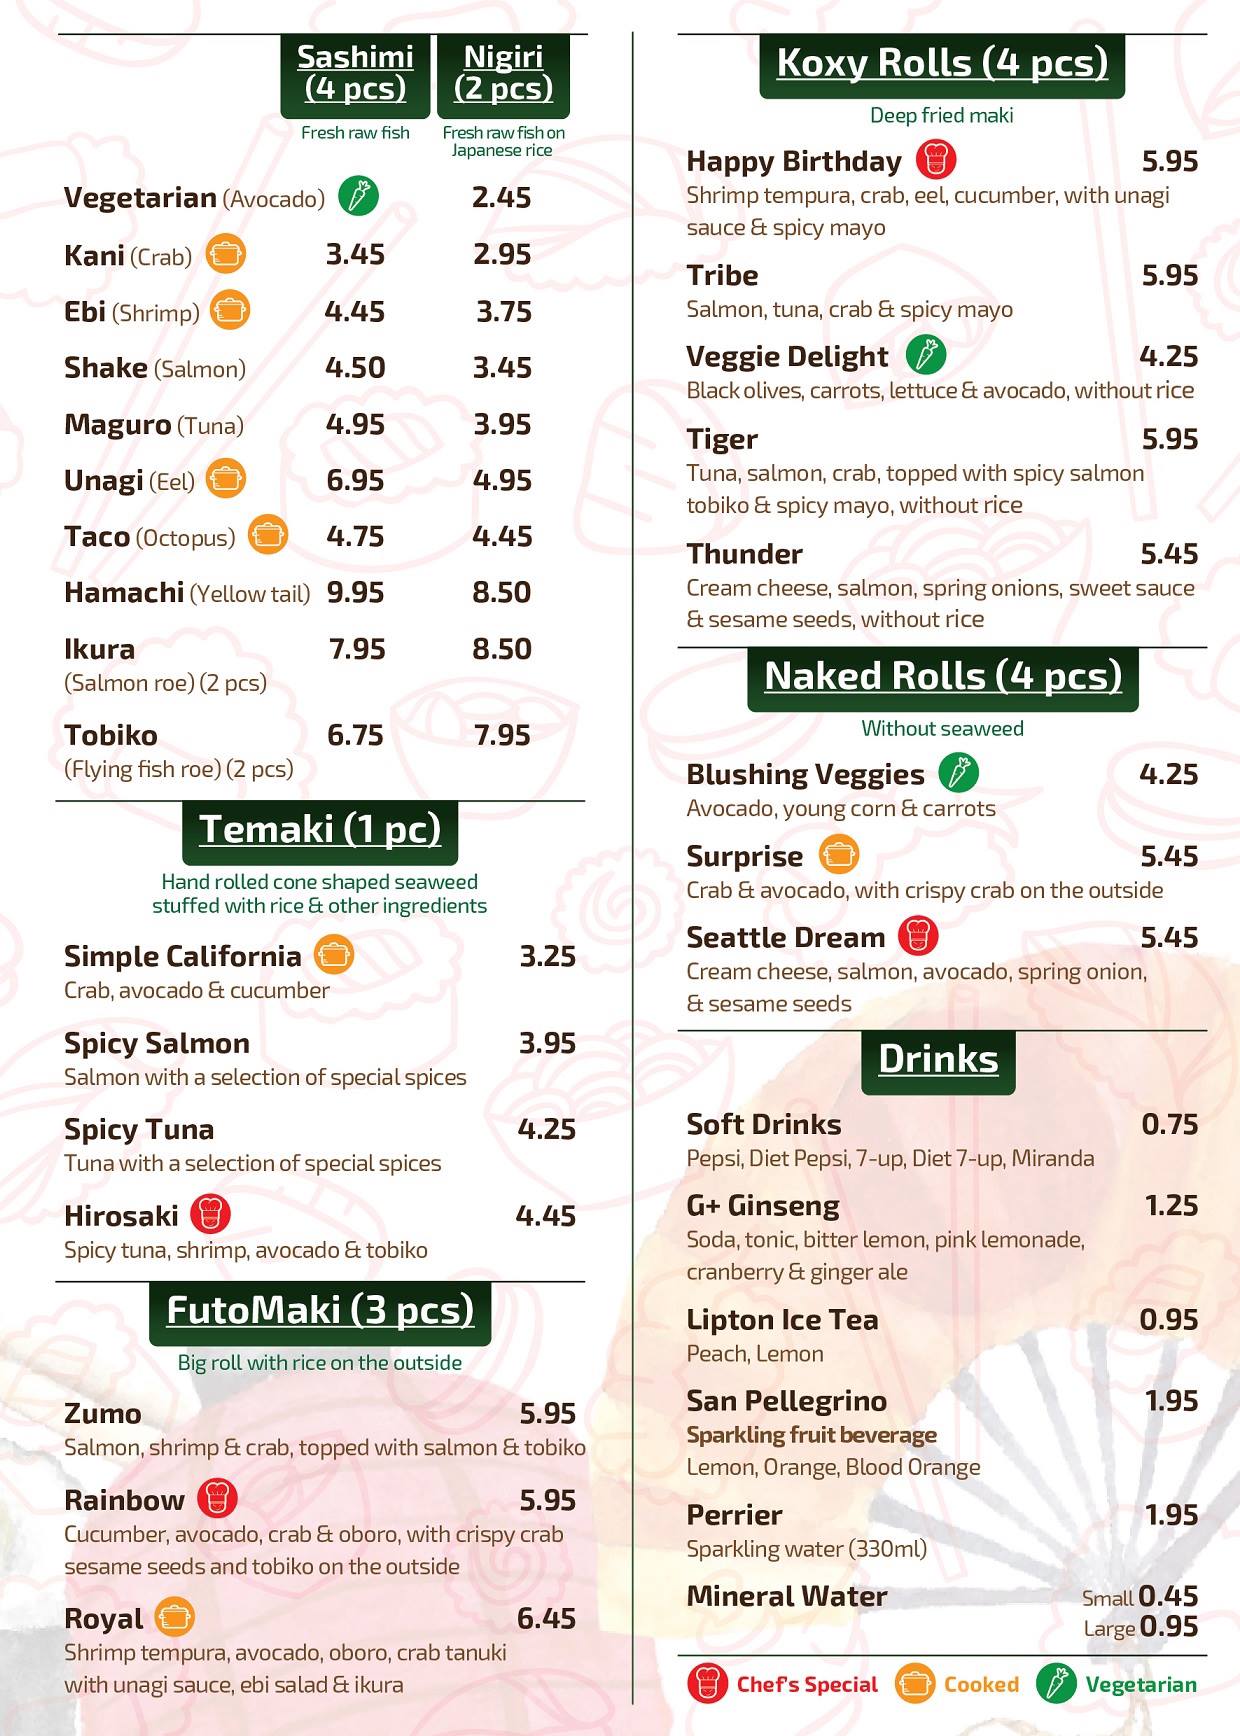 Sashimi (4 pcs)
Fresh raw fish
Nigiri (2 pcs)
Fresh raw fish on
Japanese rice
Vegetarian (Avocado) 2.45
Kani (Crab) 3.45 2.95
Ebi (Shrimp) 4.45 3.75
Shake (Salmon) 4.50 3.45
Maguro (Tuna) 4.95 3.95
Unagi (Eel) 6.95 4.95
Taco (Octopus) 4.75 4.45
Hamachi (Yellow tail) 9.95 8.50
Ikura 7.95 8.50
(Salmon roe) (2 pcs)
Tobiko 6.75 7.95
(Flying fish roe) (2 pcs)
Temaki (1 pc)
Hand rolled cone shaped seaweed
stuffed with rice & other ingredients
Simple California 3.25
Crab, avocado & cucumber
Spicy Salmon 3.95
Salmon with a selection of special spices
Spicy Tuna 4.25
Tuna with a selection of special spices
Hirosaki 4.45
Spicy tuna, shrimp, avocado & tobiko
FutoMaki (3 pcs)
Big roll with rice on the outside
Zumo 5.95
Salmon, shrimp & crab, topped with salmon & tobiko
Rainbow 5.95
Cucumber, avocado, crab & oboro, with crispy crab
sesame seeds and tobiko on the outside
Royal 6.45
Shrimp tempura, avocado, oboro, crab tanuki
with unagi sauce, ebi salad & ikura
Koxy Rolls (4 pcs)
Deep fried maki
Happy Birthday 5.95
Shrimp tempura, crab, eel, cucumber, with unagi
sauce & spicy mayo
Tribe 5.95
Salmon, tuna, crab & spicy mayo
Veggie Delight 4.25
Black olives, carrots, lettuce & avocado, without rice
Tiger 5.95
Tuna, salmon, crab, topped with spicy salmon
tobiko & spicy mayo, without rice
Thunder 5.45
Cream cheese, salmon, spring onions, sweet sauce
& sesame seeds, without rice
Naked Rolls (4 pcs)
Without seaweed
Blushing Veggies 4.25
Avocado, young corn & carrots
Surprise 5.45
Crab & avocado, with crispy crab on the outside
Seattle Dream 5.45
Cream cheese, salmon, avocado, spring onion,
& sesame seeds
Drinks
Soft Drinks 0.75
Pepsi, Diet Pepsi, 7-up, Diet 7-up, Miranda
G+ Ginseng 1.25
Soda, tonic, bitter lemon, pink lemonade,
cranberry & ginger ale
Lipton Ice Tea 0.95
Peach, Lemon
San Pellegrino 1.95
Sparkling fruit beverage
Lemon, Orange, Blood Orange
Perrier 1.95
Sparkling water (330ml)
Mineral Water Small 0.45
Large 0.95
Chef's Special Cooked Vegetarian